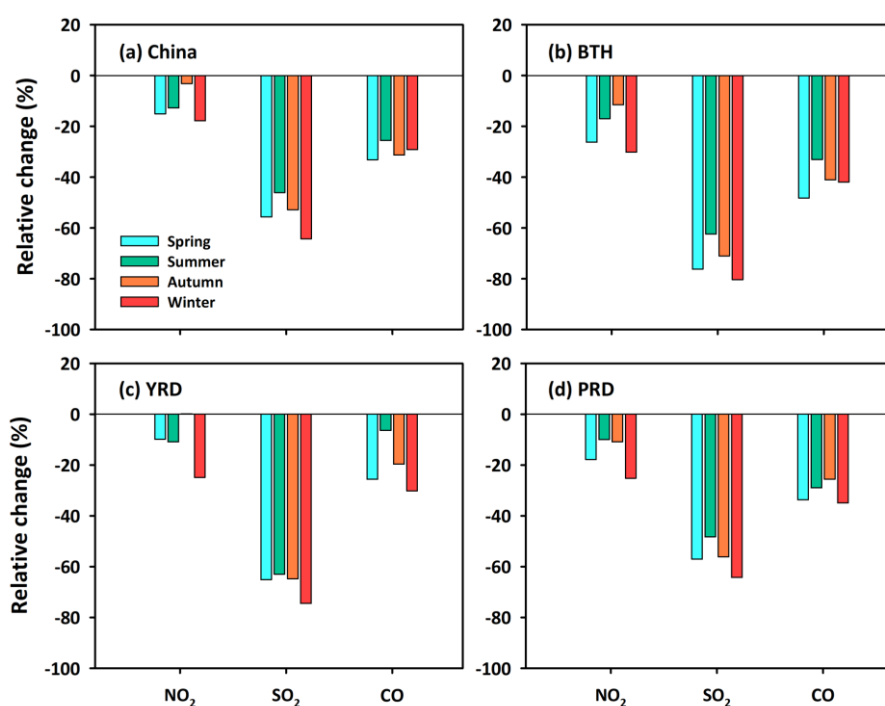 20
0
-20
-40
-60
-80
-100
Relative change (%)
(a) China
Spring
Summer
Autumn
Winter
20
0
-20
-40
-60
-80
-100
(b) BTH
20
0
-20
-40
-60
-80
-100
Relative change (%)
(c) YRD
NO₂ SO₂ CO
20
0
-20
-40
-60
-80
-100
(d) PRD
NO₂ SO₂ CO